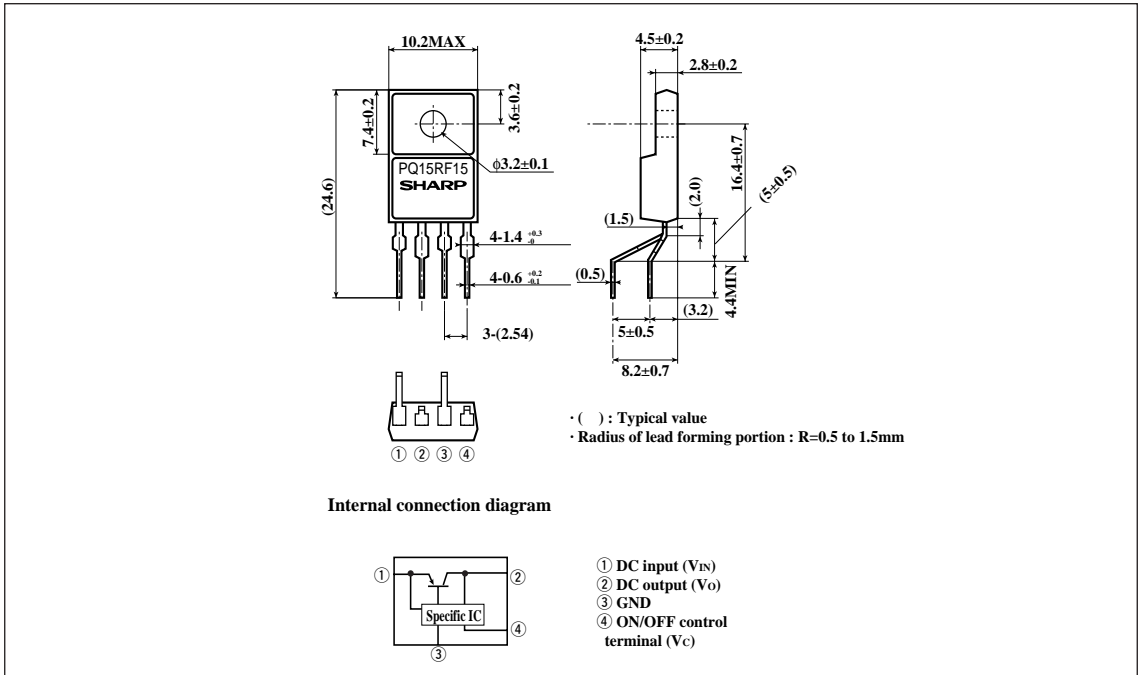 10.2MAX
4.5±0.2
2.8±0.2
7.4±0.2
3.6±0.2
(24.6)
PQ15RF15
SHARP
ϕ3.2±0.1
16.4±0.7
(2.0)
(5±0.5)
(1.5)
4-1.4 +0.3 -0
4-0.6 +0.2 -0.1
(0.5)
4.4MIN
(3.2)
3-(2.54)
5±0.5
8.2±0.7
① ② ③ ④
· ( ) : Typical value
· Radius of lead forming portion : R=0.5 to 1.5mm
Internal connection diagram
①
②
Specific IC
④
③
① DC input (VIN)
② DC output (VO)
③ GND
④ ON/OFF control
terminal (VC)